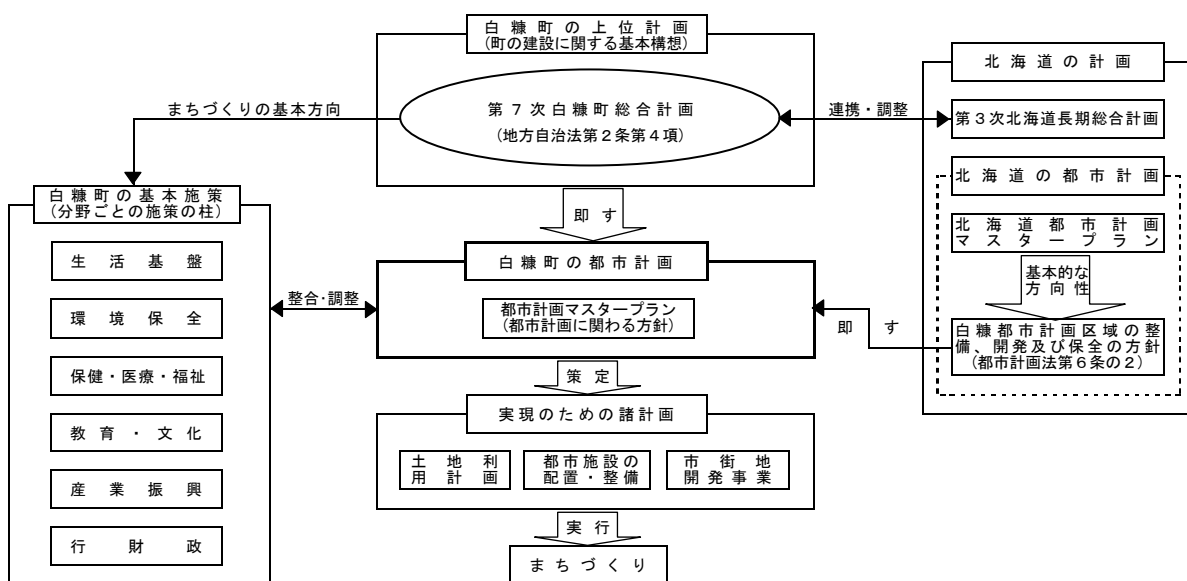 白糠町の上位計画
(町の建設に関する基本構想)
第７次白糠町総合計画
(地方自治法第２条第４項)
まちづくりの基本方向
連携・調整
北海道の計画
第３次北海道長期総合計画
北海道の都市計画
北海道都市計画
マスタープラン
基本的な
方向性
白糠都市計画区域の整
備、開発及び保全の方針
(都市計画法第６条の２)
白糠町の基本施策
(分野ごとの施策の柱)
生活基盤
環境保全
保健・医療・福祉
教育・文化
産業振興
行財政
即す
白糠町の都市計画
都市計画マスタープラン
(都市計画に関わる方針)
整合・調整
即す
策定
実現のための諸計画
土地利
用計画
都市施設の
配置・整備
市街地
開発事業
実行
まちづくり